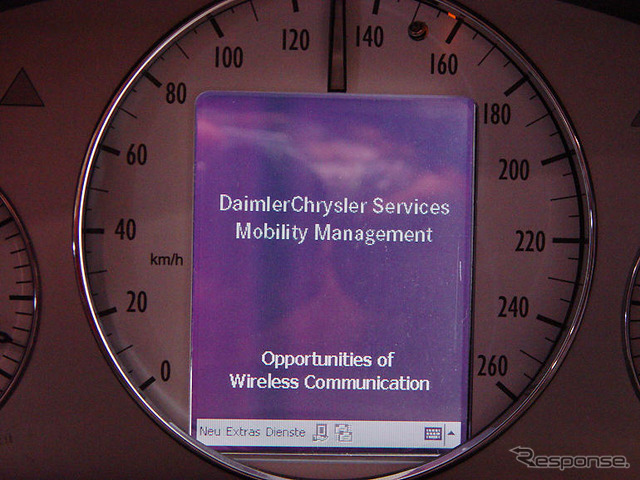 120
140
100
160
80
180
60
200
40
220
km/h
20
240
0
260
DaimlerChrysler Services
Mobility Management
Opportunities of
Wireless Communication
Neu Extras Dienste
Response.